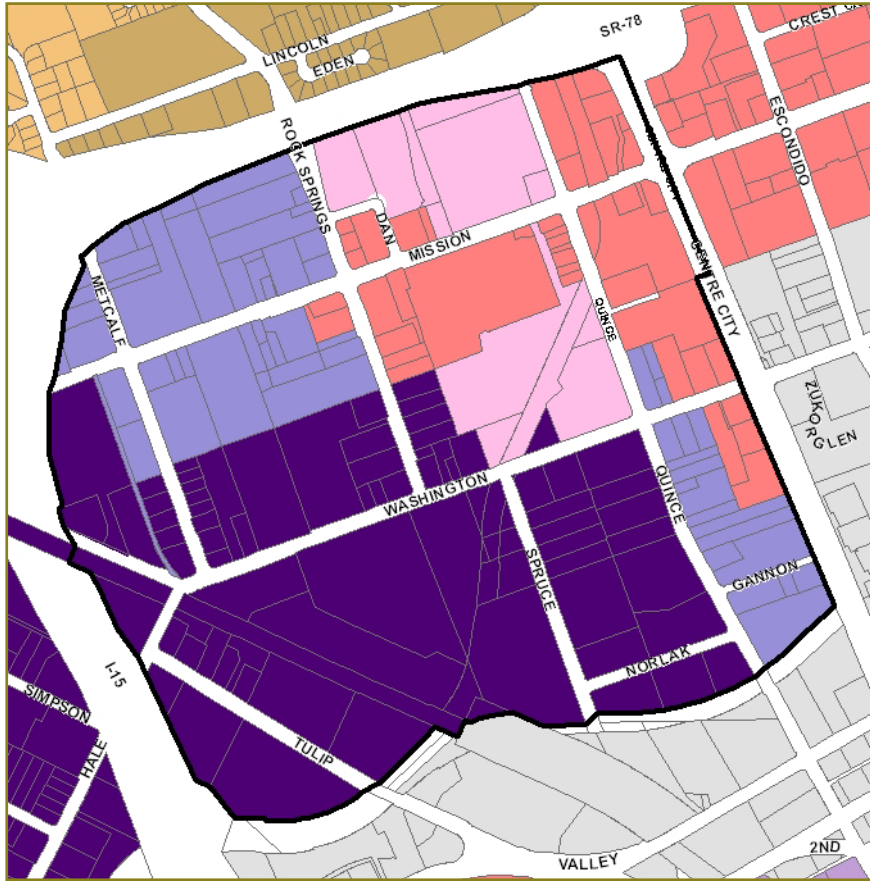 SR-78
CREST
LINCOLN
EDEN
ESCONDIDO
ROCK SPRINGS
DAN
MISSION
CENTRE CITY
METCALF
QUINCE
ZUKOR
GLEN
WASHINGTON
QUINCE
SPRUCE
GANNON
NORLAK
I-15
SIMPSON
HALE
TULIP
VALLEY
2ND